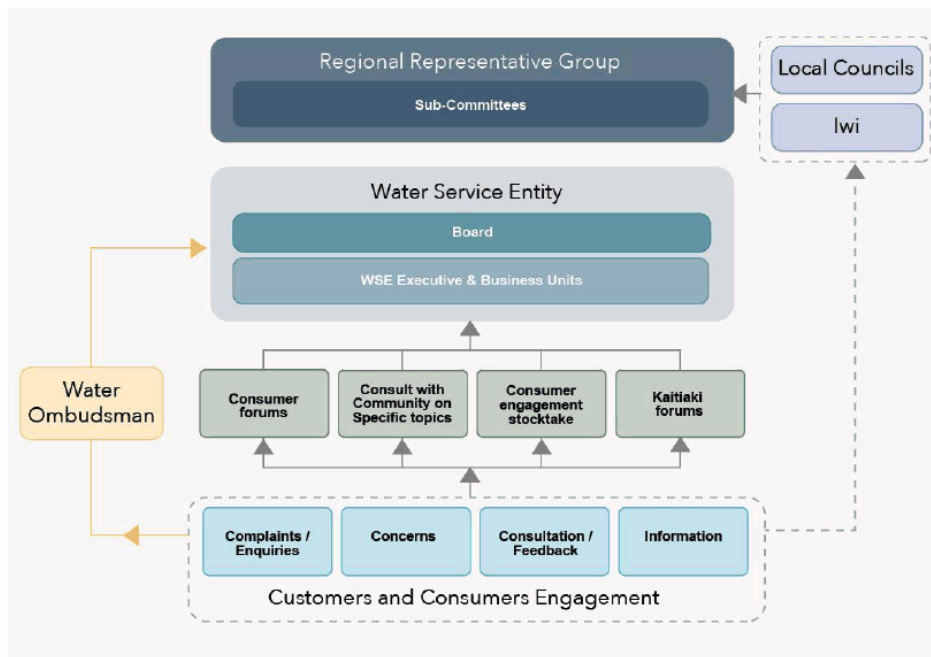 Regional Representative Group
Sub-Committees
Local Councils
Iwi
Water Service Entity
Board
WSE Executive & Business Units
Water
Ombudsman
Consumer
forums
Consult with
Community on
Specific topics
Consumer
engagement
stocktake
Kaitiaki
forums
Complaints /
Enquiries
Concerns
Consultation /
Feedback
Information
Customers and Consumers Engagement